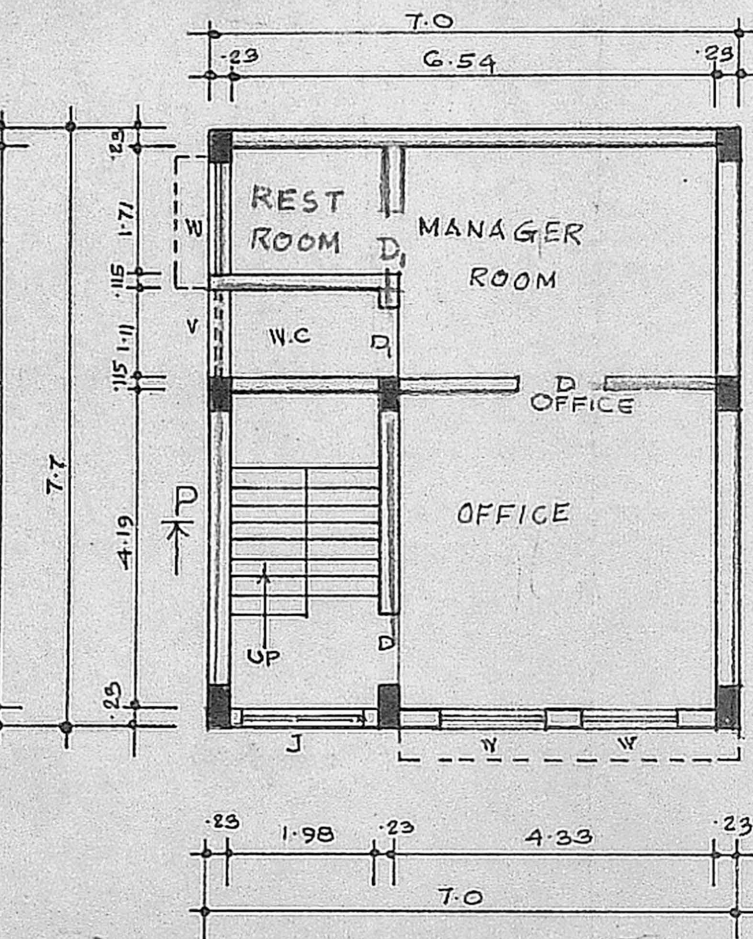 7.0
.23 6.54 .23
.23
1.71
.115
1.11
.115
4.19
.23
7.7
W
V
REST
ROOM
D1
MANAGER
ROOM
W.C
D1
D
OFFICE
OFFICE
P
UP
D
J
W W
.23 1.98 .23 4.33 .23
7.0